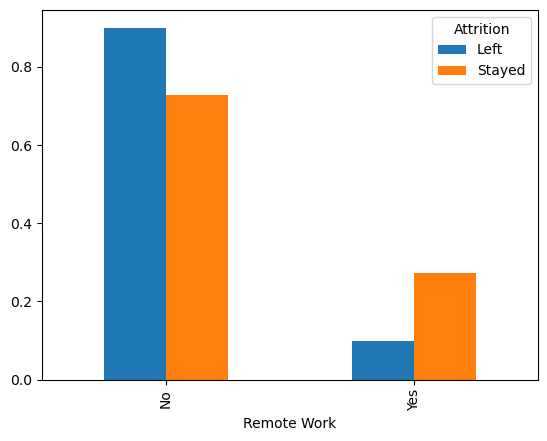 Attrition
Left
Stayed
0.8
0.6
0.4
0.2
0.0
No
Yes
Remote Work